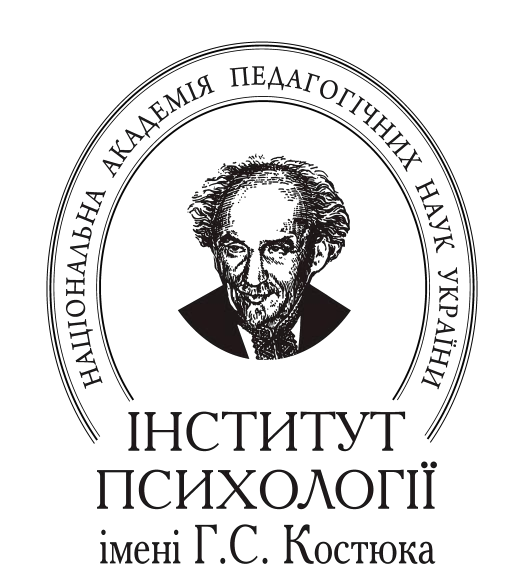 НАЦІОНАЛЬНА АКАДЕМІЯ ПЕДАГОГІЧНИХ НАУК УКРАЇНИ
ІНСТИТУТ
ПСИХОЛОГІЇ
імені Г.С. Костюка